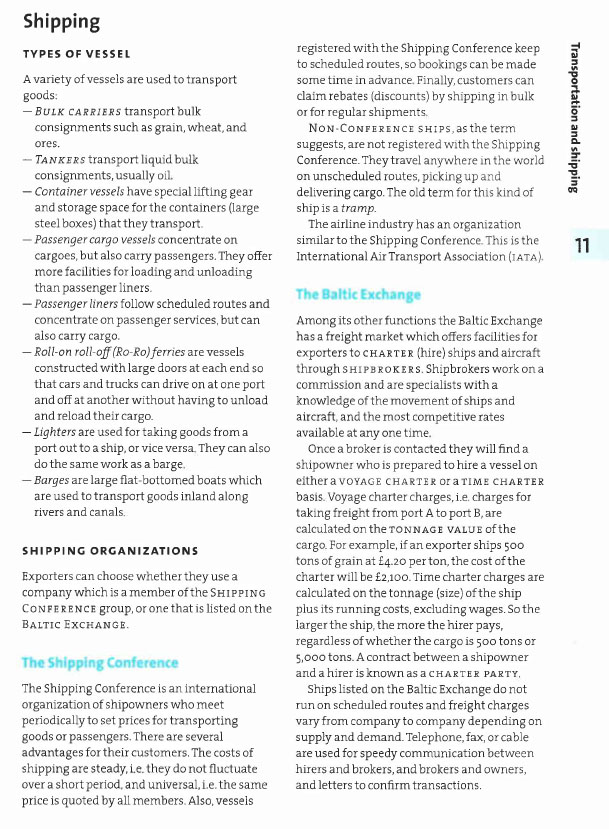 Shipping
TYPES OF VESSEL
A variety of vessels are used to transport
goods:
— BULK CARRIERS transport bulk
consignments such as grain, wheat, and
ores.
— TANKERS transport liquid bulk
consignments, usually oil.
— Container vessels have special lifting gear
and storage space for the containers (large
steel boxes) that they transport.
— Passenger cargo vessels concentrate on
cargoes, but also carry passengers. They offer
more facilities for loading and unloading
than passenger liners.
— Passenger liners follow scheduled routes and
concentrate on passenger services, but can
also carry cargo.
— Roll-on roll-off (Ro-Ro) ferries are vessels
constructed with large doors at each end so
that cars and trucks can drive on at one port
and off at another without having to unload
and reload their cargo.
— Lighters are used for taking goods from a
port out to a ship, or vice versa. They can also
do the same work as a barge.
— Barges are large flat-bottomed boats which
are used to transport goods inland along
rivers and canals.
SHIPPING ORGANIZATIONS
Exporters can choose whether they use a
company which is a member of the SHIPPING
CONFERENCE group, or one that is listed on the
BALTIC EXCHANGE.
The Shipping Conference
The Shipping Conference is an international
organization of shipowners who meet
periodically to set prices for transporting
goods or passengers. There are several
advantages for their customers. The costs of
shipping are steady, i.e. they do not fluctuate
over a short period, and universal, i.e. the same
price is quoted by all members. Also, vessels
registered with the Shipping Conference keep
to scheduled routes, so bookings can be made
some time in advance. Finally, customers can
claim rebates (discounts) by shipping in bulk
or for regular shipments.
NON-CONFERENCE SHIPS, as the term
suggests, are not registered with the Shipping
Conference. They travel anywhere in the world
on unscheduled routes, picking up and
delivering cargo. The old term for this kind of
ship is a tramp.
The airline industry has an organization
similar to the Shipping Conference. This is the
International Air Transport Association (IATA).
The Baltic Exchange
Among its other functions the Baltic Exchange
has a freight market which offers facilities for
exporters to CHARTER (hire) ships and aircraft
through SHIPBROKERS. Shipbrokers work on a
commission and are specialists with a
knowledge of the movement of ships and
aircraft, and the most competitive rates
available at any one time.
Once a broker is contacted they will find a
shipowner who is prepared to hire a vessel on
either a VOYAGE CHARTER or a TIME CHARTER
basis. Voyage charter charges, i.e. charges for
taking freight from port A to port B, are
calculated on the TONNAGE VALUE of the
cargo. For example, if an exporter ships 500
tons of grain at £4.20 per ton, the cost of the
charter will be £2,100. Time charter charges are
calculated on the tonnage (size) of the ship
plus its running costs, excluding wages. So the
larger the ship, the more the hirer pays,
regardless of whether the cargo is 500 tons or
5,000 tons. A contract between a shipowner
and a hirer is known as a CHARTER PARTY.
Ships listed on the Baltic Exchange do not
run on scheduled routes and freight charges
vary from company to company depending on
supply and demand. Telephone, fax, or cable
are used for speedy communication between
hirers and brokers, and brokers and owners,
and letters to confirm transactions.
Transportation and shipping
11